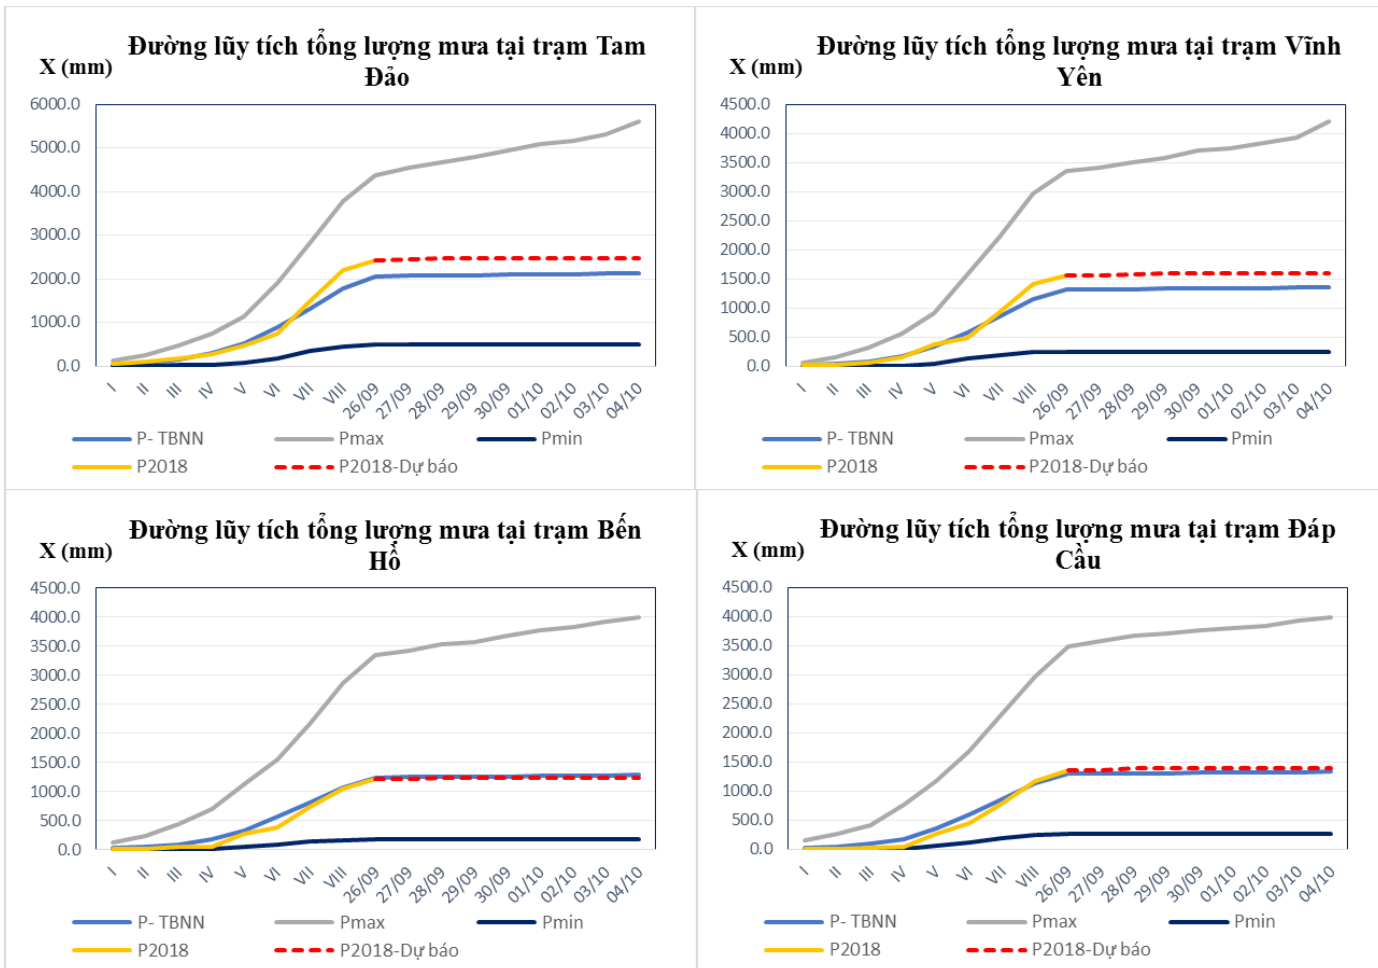 Đường lũy tích tổng lượng mưa tại trạm Tam
Đảo
X (mm)
6000.0
5000.0
4000.0
3000.0
2000.0
1000.0
0.0
I II III IV V VI VII VIII 26/09 27/09 28/09 29/09 30/09 01/10 02/10 03/10 04/10
P- TBNN Pmax Pmin
P2018 P2018-Dự báo
Đường lũy tích tổng lượng mưa tại trạm Vĩnh
Yên
X (mm)
4500.0
4000.0
3500.0
3000.0
2500.0
2000.0
1500.0
1000.0
500.0
0.0
I II III IV V VI VII VIII 26/09 27/09 28/09 29/09 30/09 01/10 02/10 03/10 04/10
P- TBNN Pmax Pmin
P2018 P2018-Dự báo
Đường lũy tích tổng lượng mưa tại trạm Bến
Hồ
X (mm)
4500.0
4000.0
3500.0
3000.0
2500.0
2000.0
1500.0
1000.0
500.0
0.0
I II III IV V VI VII VIII 26/09 27/09 28/09 29/09 30/09 01/10 02/10 03/10 04/10
P- TBNN Pmax Pmin
P2018 P2018-Dự báo
Đường lũy tích tổng lượng mưa tại trạm Đáp
Cầu
X (mm)
4500.0
4000.0
3500.0
3000.0
2500.0
2000.0
1500.0
1000.0
500.0
0.0
I II III IV V VI VII VIII 26/09 27/09 28/09 29/09 30/09 01/10 02/10 03/10 04/10
P- TBNN Pmax Pmin
P2018 P2018-Dự báo